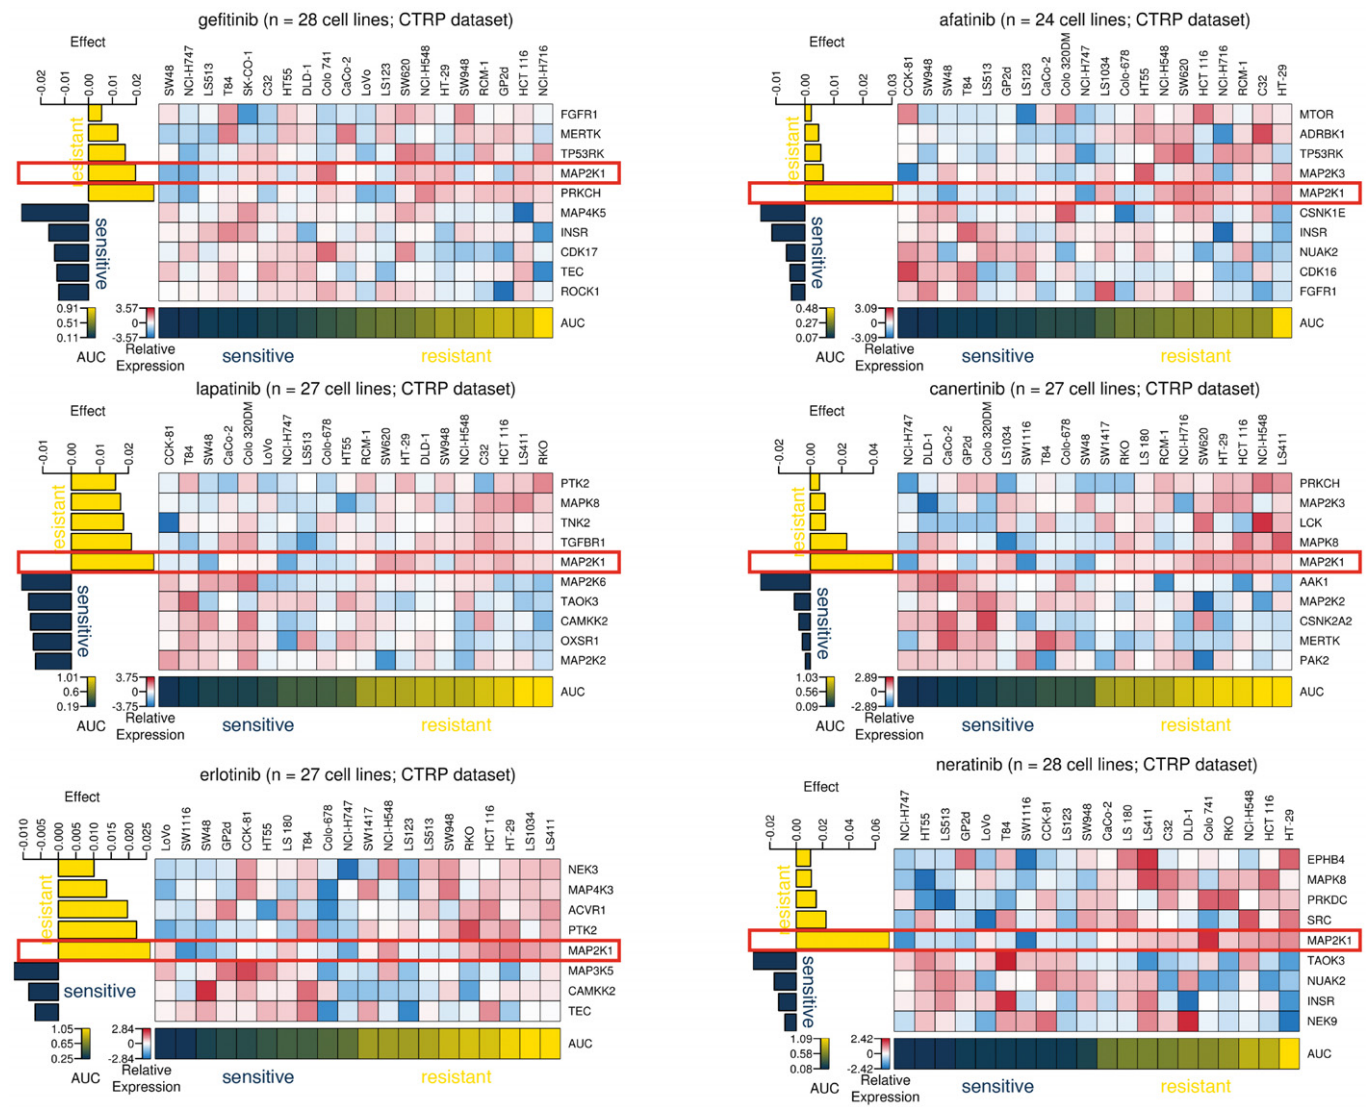 gefitinib (n = 28 cell lines; CTRP dataset)
Effect
-0.02 -0.01 0.00 0.01 0.02
SW48 NCI-H747 LS513 T84 SK-CO-1 C32 HT55 DLD-1 Colo 741 CaCo-2 LoVo LS123 SW620 NCI-H548 HT-29 SW948 RCM-1 GP2d HCT 116 NCI-H716
resistant
sensitive
FGFR1
MERTK
TP53RK
MAP2K1
PRKCH
MAP4K5
INSR
CDK17
TEC
ROCK1
0.91 3.57
0.51 0
0.11 -3.57
AUC
AUC Relative Expression
sensitive resistant
afatinib (n = 24 cell lines; CTRP dataset)
Effect
-0.01 0.00 0.01 0.02 0.03
CCK-81 SW948 SW48 T84 LS513 GP2d LS123 CaCo-2 Colo 320DM NCI-H747 LS1034 Colo-678 HT55 NCI-H548 SW620 HCT 116 NCI-H716 RCM-1 C32 HT-29
resistant
sensitive
MTOR
ADRBK1
TP53RK
MAP2K3
MAP2K1
CSNK1E
INSR
NUAK2
CDK16
FGFR1
0.48 3.09
0.27 0
0.07 -3.09
AUC
AUC Relative Expression
sensitive resistant
lapatinib (n = 27 cell lines; CTRP dataset)
Effect
-0.01 0.00 0.01 0.02
CCK-81 T84 SW48 CaCo-2 Colo 320DM LoVo NCI-H747 LS513 Colo-678 HT55 RCM-1 SW620 HT-29 DLD-1 SW948 NCI-H548 C32 HCT 116 LS411 RKO
resistant
sensitive
PTK2
MAPK8
TNK2
TGFBR1
MAP2K1
MAP2K6
TAOK3
CAMKK2
OXSR1
MAP2K2
1.01 3.75
0.6 0
0.19 -3.75
AUC
AUC Relative Expression
sensitive resistant
canertinib (n = 27 cell lines; CTRP dataset)
Effect
-0.02 0.00 0.02 0.04
NCI-H747 DLD-1 CaCo-2 GP2d Colo 320DM LS1034 SW1116 T84 Colo-678 SW48 SW1417 RKO LS 180 RCM-1 NCI-H716 SW620 HT-29 HCT 116 NCI-H548 LS411
resistant
sensitive
PRKCH
MAP2K3
LCK
MAPK8
MAP2K1
AAK1
MAP2K2
CSNK2A2
MERTK
PAK2
1.03 2.89
0.56 0
0.09 -2.89
AUC
AUC Relative Expression
sensitive resistant
erlotinib (n = 27 cell lines; CTRP dataset)
Effect
-0.010 -0.005 0.000 0.005 0.010 0.015 0.020 0.025
LoVo SW1116 SW48 GP2d CCK-81 HT55 LS 180 T84 Colo-678 NCI-H747 SW1417 NCI-H548 LS123 LS513 SW948 RKO HCT 116 HT-29 LS1034 LS411
resistant
sensitive
NEK3
MAP4K3
ACVR1
PTK2
MAP2K1
MAP3K5
CAMKK2
TEC
1.05 2.84
0.65 0
0.25 -2.84
AUC
AUC Relative Expression
sensitive resistant
neratinib (n = 28 cell lines; CTRP dataset)
Effect
-0.02 0.00 0.02 0.04 0.06
NCI-H747 HT55 LS513 GP2d LoVo T84 SW1116 CCK-81 LS123 SW948 CaCo-2 LS 180 LS411 C32 DLD-1 Colo 741 RKO NCI-H548 HCT 116 HT-29
resistant
sensitive
EPHB4
MAPK8
PRKDC
SRC
MAP2K1
TAOK3
NUAK2
INSR
NEK9
1.09 2.42
0.59 0
0.08 -2.42
AUC
AUC Relative Expression
sensitive resistant